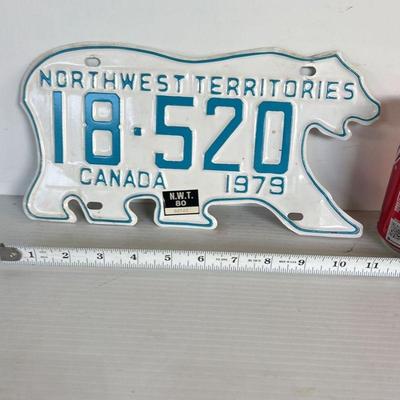 NORTHWEST TERRITORIES
18-520
CANADA 1979
N.W.T.
80
1 2 3 4 5 6 7 8 9 10 11